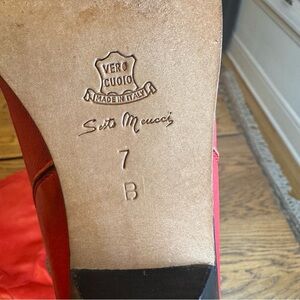 VERO
CUOIO
MADE IN ITALY
Sesto Meucci
7
B